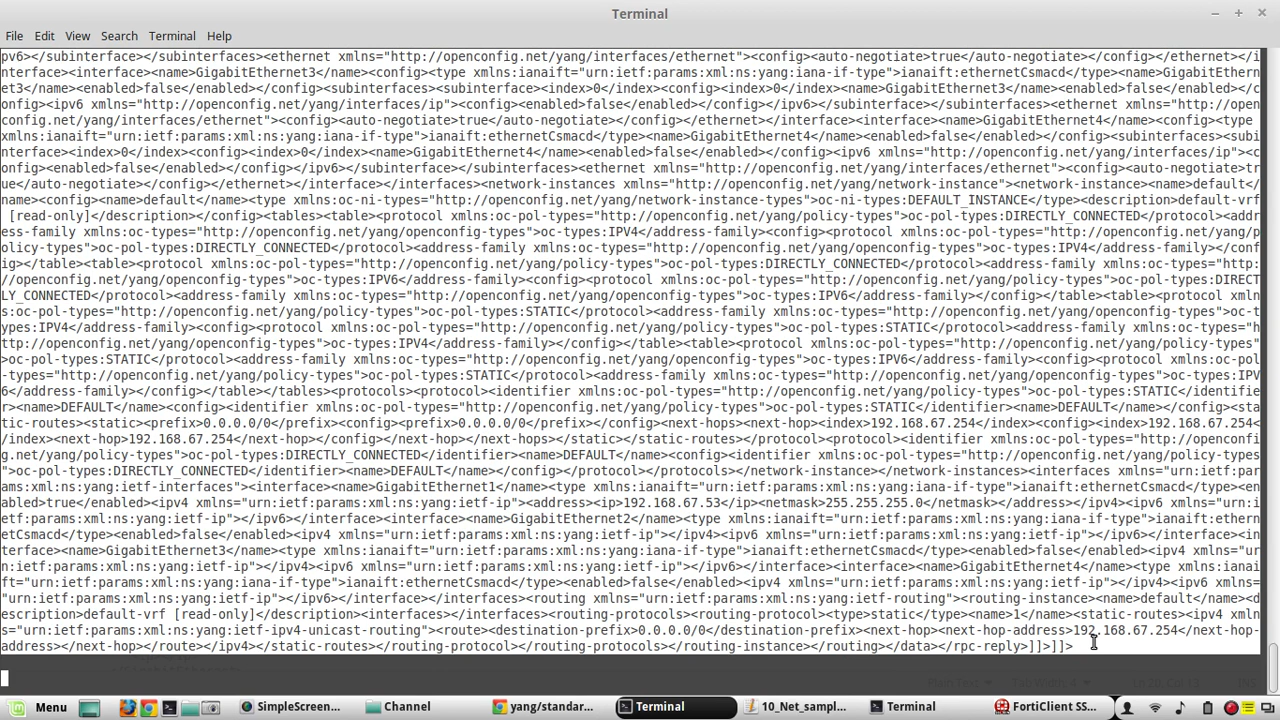 Terminal
File Edit View Search Terminal Help
pv6></subinterface></subinterfaces><ethernet xmlns="http://openconfig.net/yang/interfaces/ethernet"><config><auto-negotiate>true</auto-negotiate></config></ethernet></i
nterface><interface><name>GigabitEthernet3</name><config><type xmlns:ianaift="urn:ietf:params:xml:ns:yang:iana-if-type">ianaift:ethernetCsmacd</type><name>GigabitEthern
et3</name><enabled>false</enabled></config><subinterfaces><subinterface><index>0</index><config><index>0</index><name>GigabitEthernet3</name><enabled>false</enabled></c
onfig><ipv6 xmlns="http://openconfig.net/yang/interfaces/ip"><config><enabled>false</enabled></config></ipv6></subinterface></subinterfaces><ethernet xmlns="http://open
config.net/yang/interfaces/ethernet"><config><auto-negotiate>true</auto-negotiate></config></ethernet></interface><interface><name>GigabitEthernet4</name><config><type 
xmlns:ianaift="urn:ietf:params:xml:ns:yang:iana-if-type">ianaift:ethernetCsmacd</type><name>GigabitEthernet4</name><enabled>false</enabled></config><subinterfaces><subi
nterface><index>0</index><config><index>0</index><name>GigabitEthernet4</name><enabled>false</enabled></config><ipv6 xmlns="http://openconfig.net/yang/interfaces/ip"><c
onfig><enabled>false</enabled></config></ipv6></subinterface></subinterfaces><ethernet xmlns="http://openconfig.net/yang/interfaces/ethernet"><config><auto-negotiate>tr
ue</auto-negotiate></config></ethernet></interface></interfaces><network-instances xmlns="http://openconfig.net/yang/network-instance"><network-instance><name>default</
name><config><name>default</name><type xmlns:oc-ni-types="http://openconfig.net/yang/network-instance-types">oc-ni-types:DEFAULT_INSTANCE</type><description>default-vrf
 [read-only]</description></config><tables><table><protocol xmlns:oc-pol-types="http://openconfig.net/yang/policy-types">oc-pol-types:DIRECTLY_CONNECTED</protocol><addr
ess-family xmlns:oc-types="http://openconfig.net/yang/openconfig-types">oc-types:IPV4</address-family><config><protocol xmlns:oc-pol-types="http://openconfig.net/yang/p
olicy-types">oc-pol-types:DIRECTLY_CONNECTED</protocol><address-family xmlns:oc-types="http://openconfig.net/yang/openconfig-types">oc-types:IPV4</address-family></conf
ig></table><table><protocol xmlns:oc-pol-types="http://openconfig.net/yang/policy-types">oc-pol-types:DIRECTLY_CONNECTED</protocol><address-family xmlns:oc-types="http:
//openconfig.net/yang/openconfig-types">oc-types:IPV6</address-family><config><protocol xmlns:oc-pol-types="http://openconfig.net/yang/policy-types">oc-pol-types:DIRECT
LY_CONNECTED</protocol><address-family xmlns:oc-types="http://openconfig.net/yang/openconfig-types">oc-types:IPV6</address-family></config></table><table><protocol xmln
s:oc-pol-types="http://openconfig.net/yang/policy-types">oc-pol-types:STATIC</protocol><address-family xmlns:oc-types="http://openconfig.net/yang/openconfig-types">oc-t
ypes:IPV4</address-family><config><protocol xmlns:oc-pol-types="http://openconfig.net/yang/policy-types">oc-pol-types:STATIC</protocol><address-family xmlns:oc-types="h
ttp://openconfig.net/yang/openconfig-types">oc-types:IPV4</address-family></config></table><table><protocol xmlns:oc-pol-types="http://openconfig.net/yang/policy-types"
>oc-pol-types:STATIC</protocol><address-family xmlns:oc-types="http://openconfig.net/yang/openconfig-types">oc-types:IPV6</address-family><config><protocol xmlns:oc-pol
-types="http://openconfig.net/yang/policy-types">oc-pol-types:STATIC</protocol><address-family xmlns:oc-types="http://openconfig.net/yang/openconfig-types">oc-types:IPV
6</address-family></config></table></tables><protocols><protocol><identifier xmlns:oc-pol-types="http://openconfig.net/yang/policy-types">oc-pol-types:STATIC</identifie
r><name>DEFAULT</name><config><identifier xmlns:oc-pol-types="http://openconfig.net/yang/policy-types">oc-pol-types:STATIC</identifier><name>DEFAULT</name></config><sta
tic-routes><static><prefix>0.0.0.0/0</prefix><config><prefix>0.0.0.0/0</prefix></config><next-hops><next-hop><index>192.168.67.254</index><config><index>192.168.67.254<
/index><next-hop>192.168.67.254</next-hop></config></next-hop></next-hops></static></static-routes></protocol><protocol><identifier xmlns:oc-pol-types="http://openconfi
g.net/yang/policy-types">oc-pol-types:DIRECTLY_CONNECTED</identifier><name>DEFAULT</name><config><identifier xmlns:oc-pol-types="http://openconfig.net/yang/policy-types
">oc-pol-types:DIRECTLY_CONNECTED</identifier><name>DEFAULT</name></config></protocol></protocols></network-instance></network-instances><interfaces xmlns="urn:ietf:par
ams:xml:ns:yang:ietf-interfaces"><interface><name>GigabitEthernet1</name><type xmlns:ianaift="urn:ietf:params:xml:ns:yang:iana-if-type">ianaift:ethernetCsmacd</type><en
abled>true</enabled><ipv4 xmlns="urn:ietf:params:xml:ns:yang:ietf-ip"><address><ip>192.168.67.53</ip><netmask>255.255.255.0</netmask></address></ipv4><ipv6 xmlns="urn:i
etf:params:xml:ns:yang:ietf-ip"></ipv6></interface><interface><name>GigabitEthernet2</name><type xmlns:ianaift="urn:ietf:params:xml:ns:yang:iana-if-type">ianaift:ethern
etCsmacd</type><enabled>false</enabled><ipv4 xmlns="urn:ietf:params:xml:ns:yang:ietf-ip"></ipv4><ipv6 xmlns="urn:ietf:params:xml:ns:yang:ietf-ip"></ipv6></interface><in
terface><name>GigabitEthernet3</name><type xmlns:ianaift="urn:ietf:params:xml:ns:yang:iana-if-type">ianaift:ethernetCsmacd</type><enabled>false</enabled><ipv4 xmlns="ur
n:ietf:params:xml:ns:yang:ietf-ip"></ipv4><ipv6 xmlns="urn:ietf:params:xml:ns:yang:ietf-ip"></ipv6></interface><interface><name>GigabitEthernet4</name><type xmlns:ianai
ft="urn:ietf:params:xml:ns:yang:iana-if-type">ianaift:ethernetCsmacd</type><enabled>false</enabled><ipv4 xmlns="urn:ietf:params:xml:ns:yang:ietf-ip"></ipv4><ipv6 xmlns=
"urn:ietf:params:xml:ns:yang:ietf-ip"></ipv6></interface></interfaces><routing xmlns="urn:ietf:params:xml:ns:yang:ietf-routing"><routing-instance><name>default</name><d
escription>default-vrf [read-only]</description><interfaces></interfaces><routing-protocols><routing-protocol><type>static</type><name>1</name><static-routes><ipv4 xmln
s="urn:ietf:params:xml:ns:yang:ietf-ipv4-unicast-routing"><route><destination-prefix>0.0.0.0/0</destination-prefix><next-hop><next-hop-address>192.168.67.254</next-hop-
address></next-hop></route></ipv4></static-routes></routing-protocol></routing-protocols></routing-instance></routing></data></rpc-reply>]]>]]>
Menu SimpleScreen... Channel yang/standar... Terminal 10_Net_sampl... Terminal FortiClient SS...